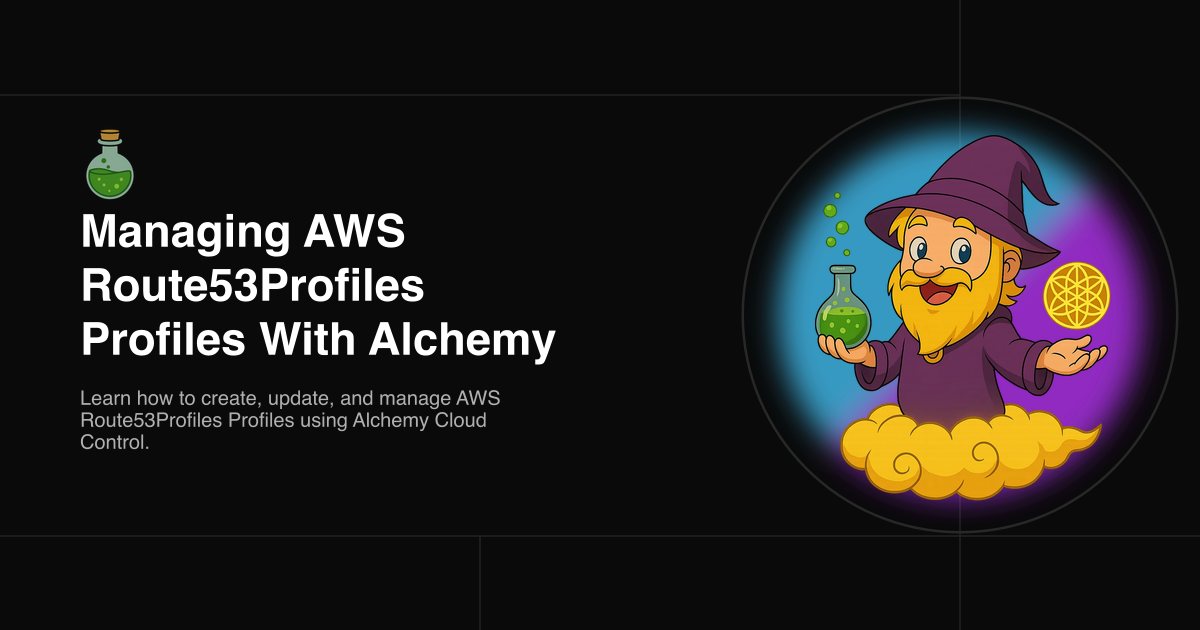 Managing AWS
Route53Profiles
Profiles With Alchemy
Learn how to create, update, and manage AWS
Route53Profiles Profiles using Alchemy Cloud
Control.